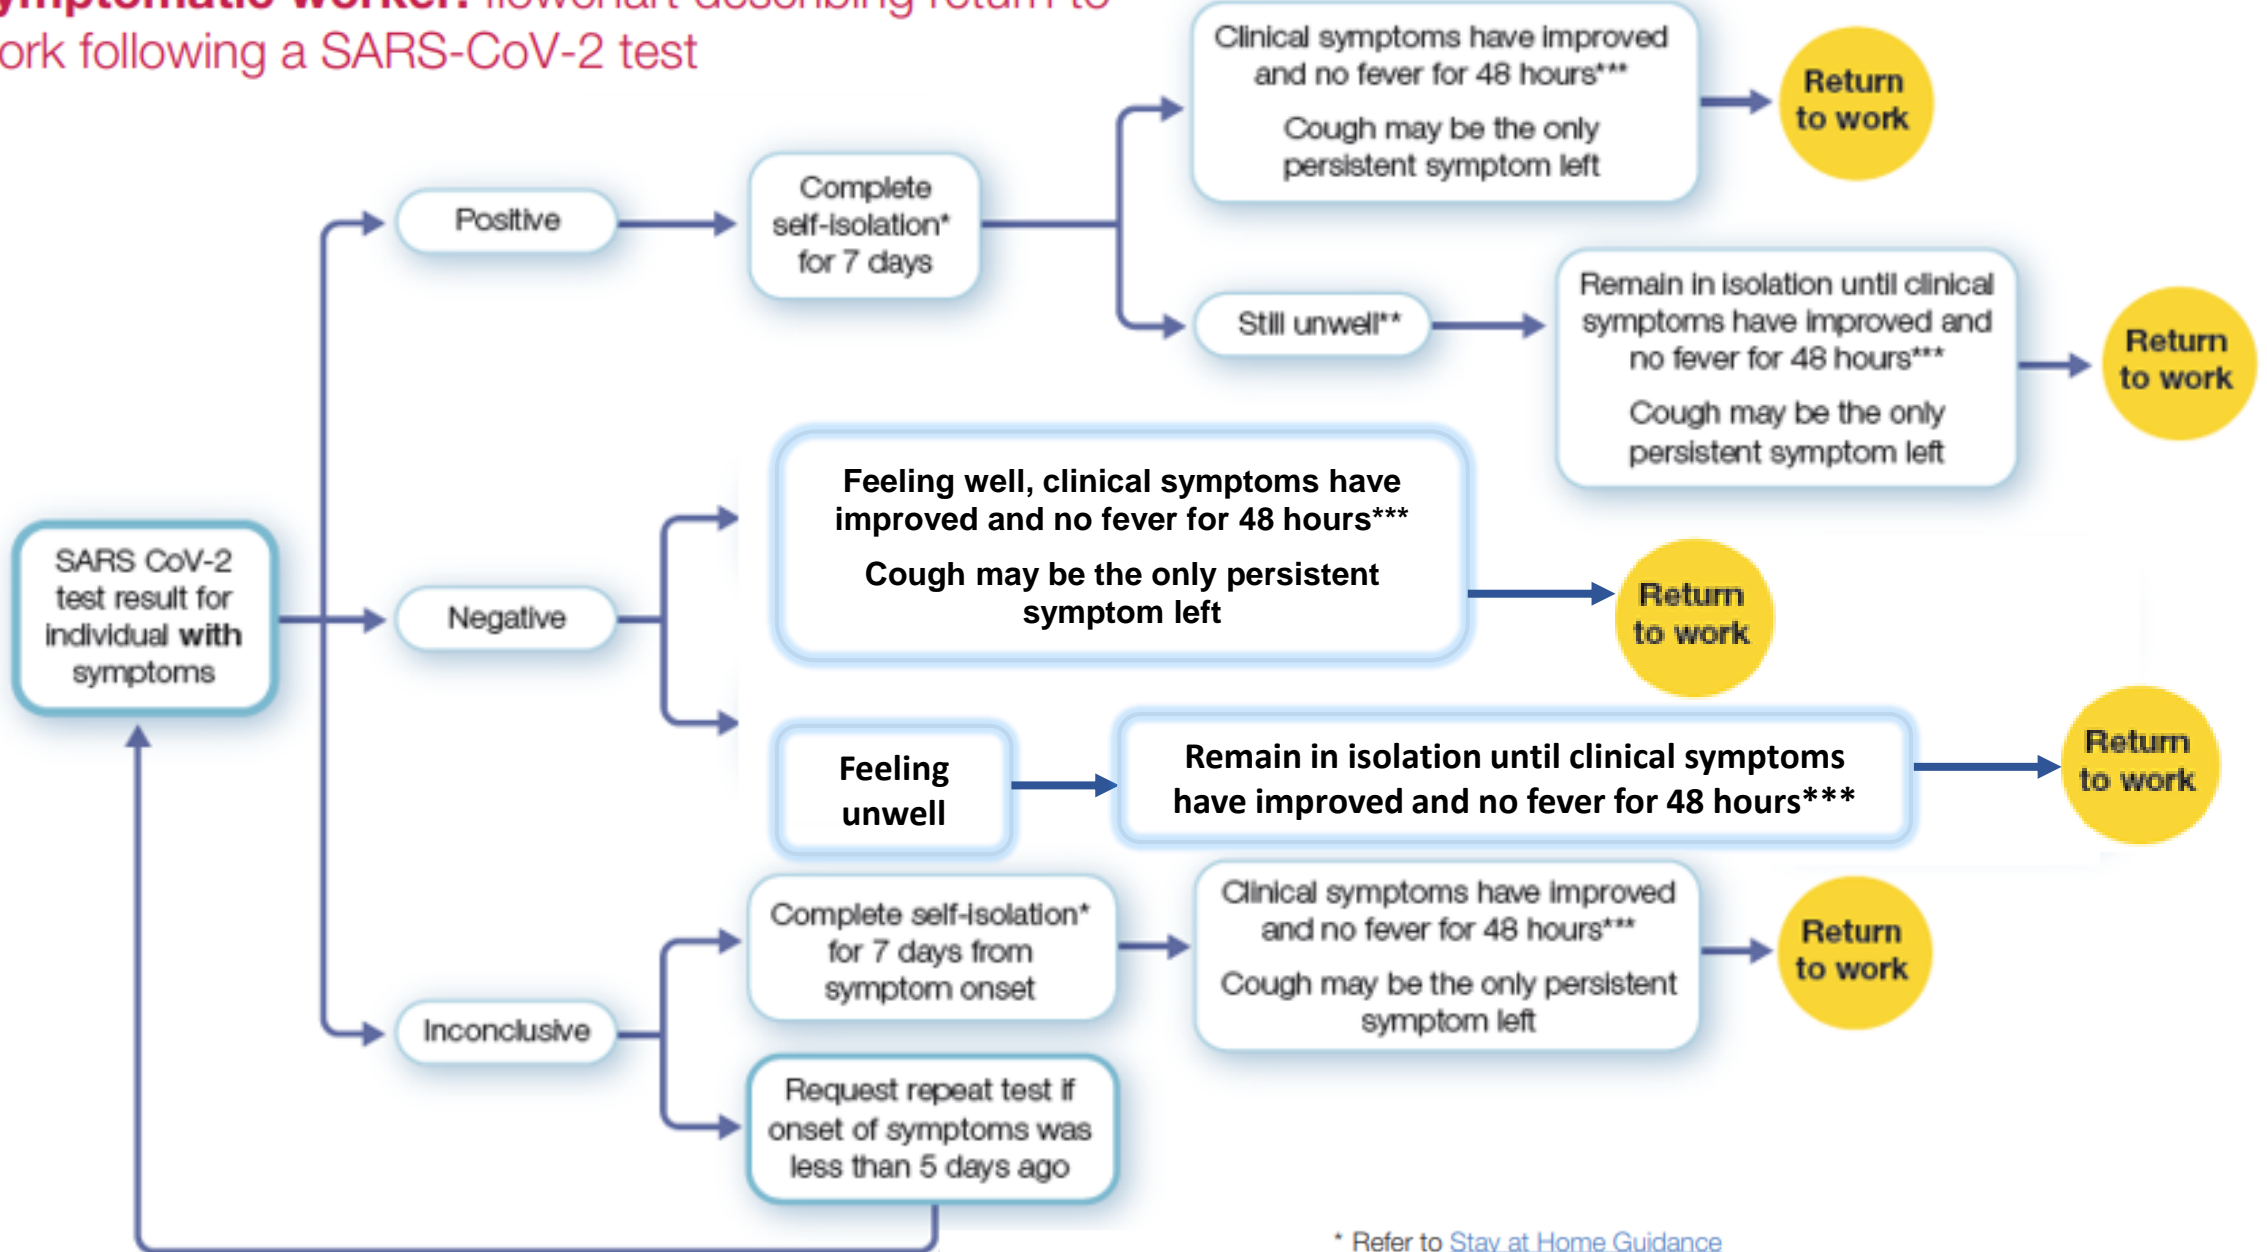 symptomatic worker: flowchart describing return to
work following a SARS-CoV-2 test
Clinical symptoms have improved
and no fever for 48 hours***
Cough may be the only
persistent symptom left
Return
to work
Positive
Complete
self-isolation*
for 7 days
Still unwell**
Remain in isolation until clinical
symptoms have improved and
no fever for 48 hours***
Cough may be the only
persistent symptom left
Return
to work
SARS CoV-2
test result for
individual with
symptoms
Negative
Feeling well, clinical symptoms have
improved and no fever for 48 hours***
Cough may be the only persistent
symptom left
Return
to work
Feeling
unwell
Remain in isolation until clinical symptoms
have improved and no fever for 48 hours***
Return
to work
Inconclusive
Complete self-isolation*
for 7 days from
symptom onset
Clinical symptoms have improved
and no fever for 48 hours***
Cough may be the only persistent
symptom left
Return
to work
Request repeat test if
onset of symptoms was
less than 5 days ago
* Refer to Stay at Home Guidance